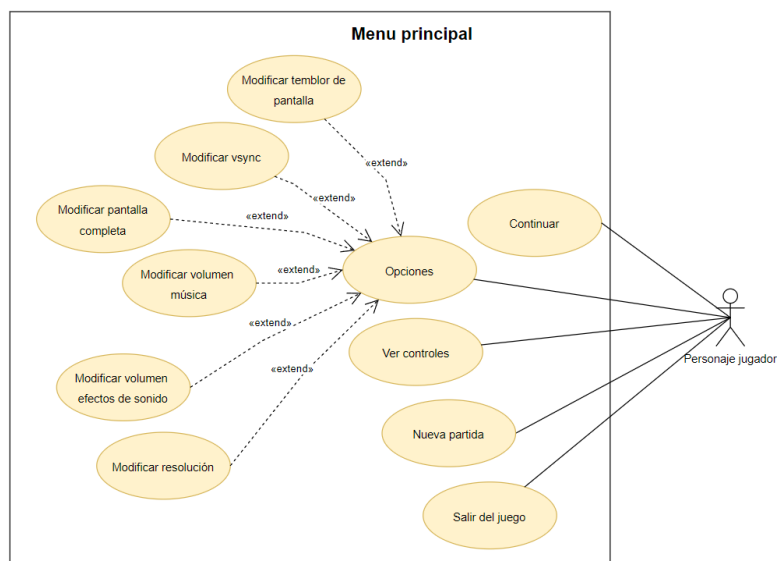 Menu principal
Modificar temblor de
pantalla
«extend»
Modificar vsync
«extend»
Modificar pantalla
completa
«extend»
Continuar
Modificar volumen
música
«extend»
Opciones
«extend»
Ver controles
Personaje jugador
«extend»
Modificar volumen
efectos de sonido
Nueva partida
Modificar resolución
Salir del juego